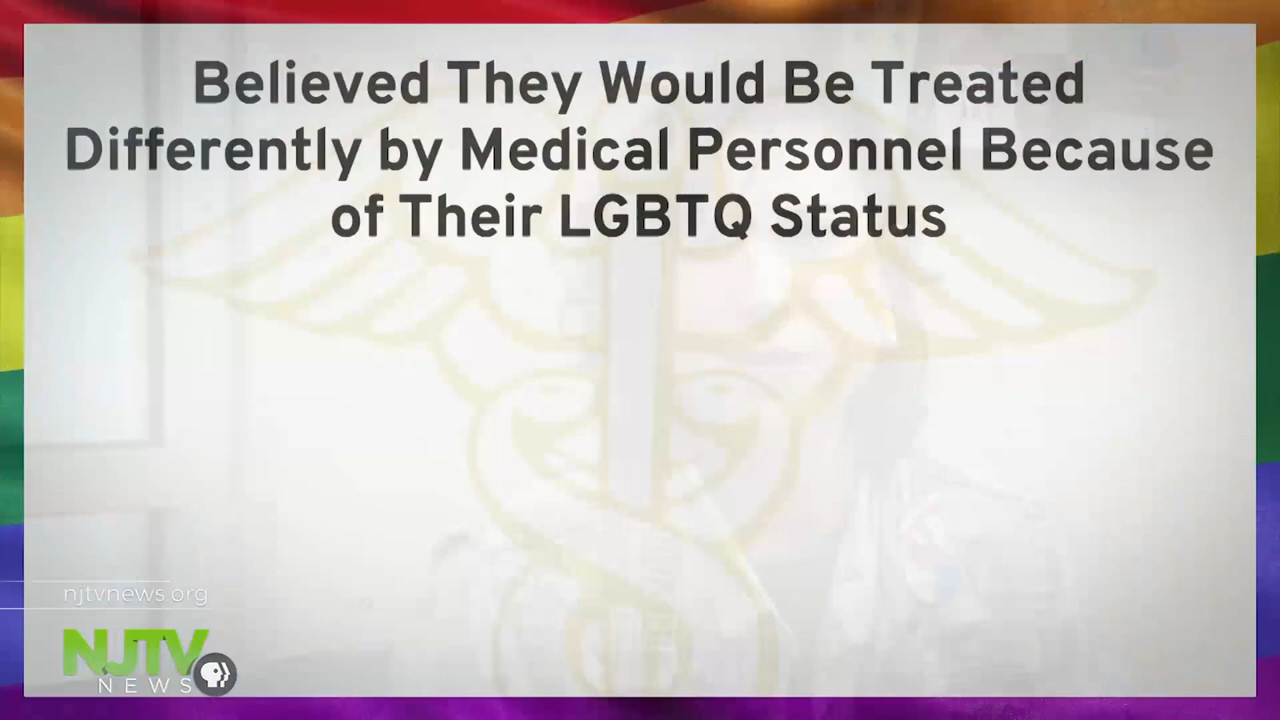 Believed They Would Be Treated
Differently by Medical Personnel Because
of Their LGBTQ Status
njtvnews.org
NJTV
NEWS